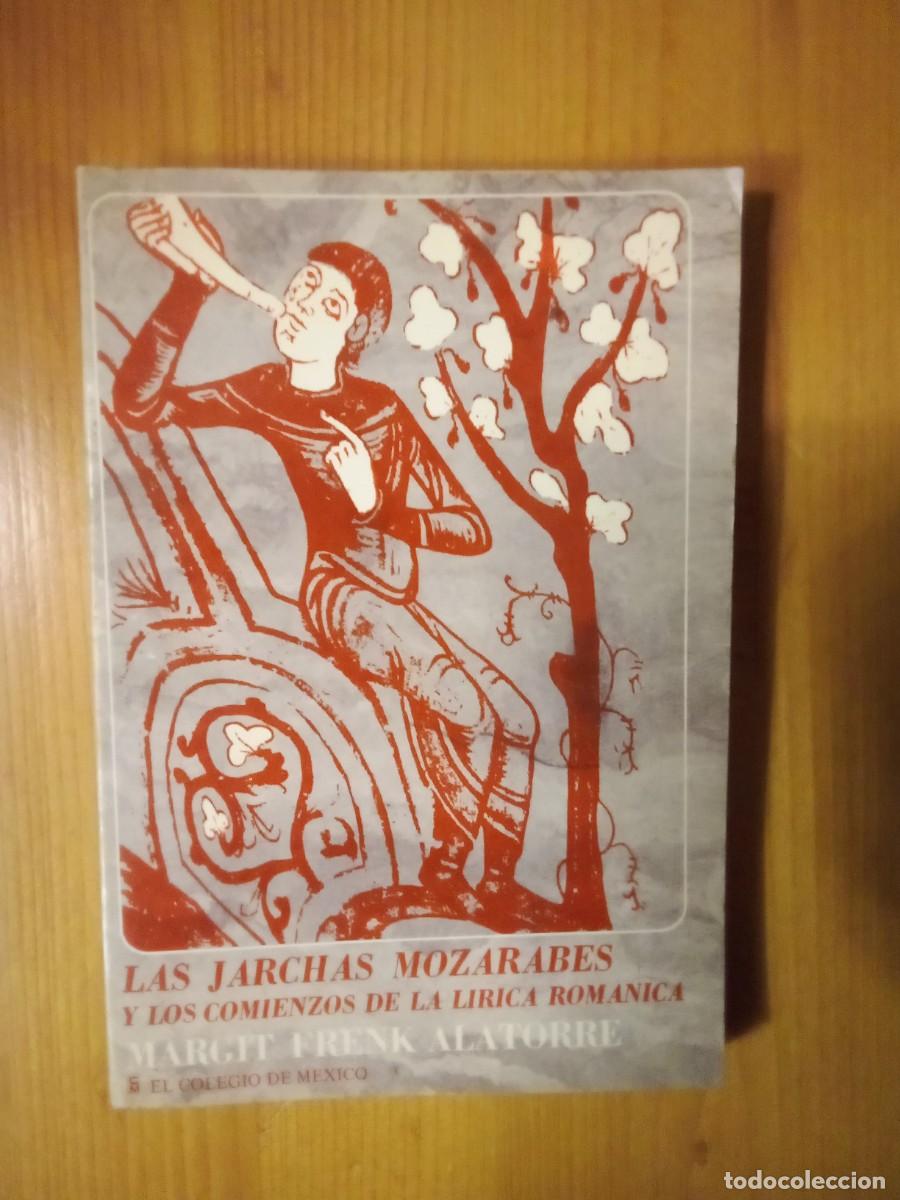 LAS JARCHAS MOZARABES
Y LOS COMIENZOS DE LA LIRICA ROMANICA
MARGIT FRENK ALATORRE
EL COLEGIO DE MEXICO
todocoleccion